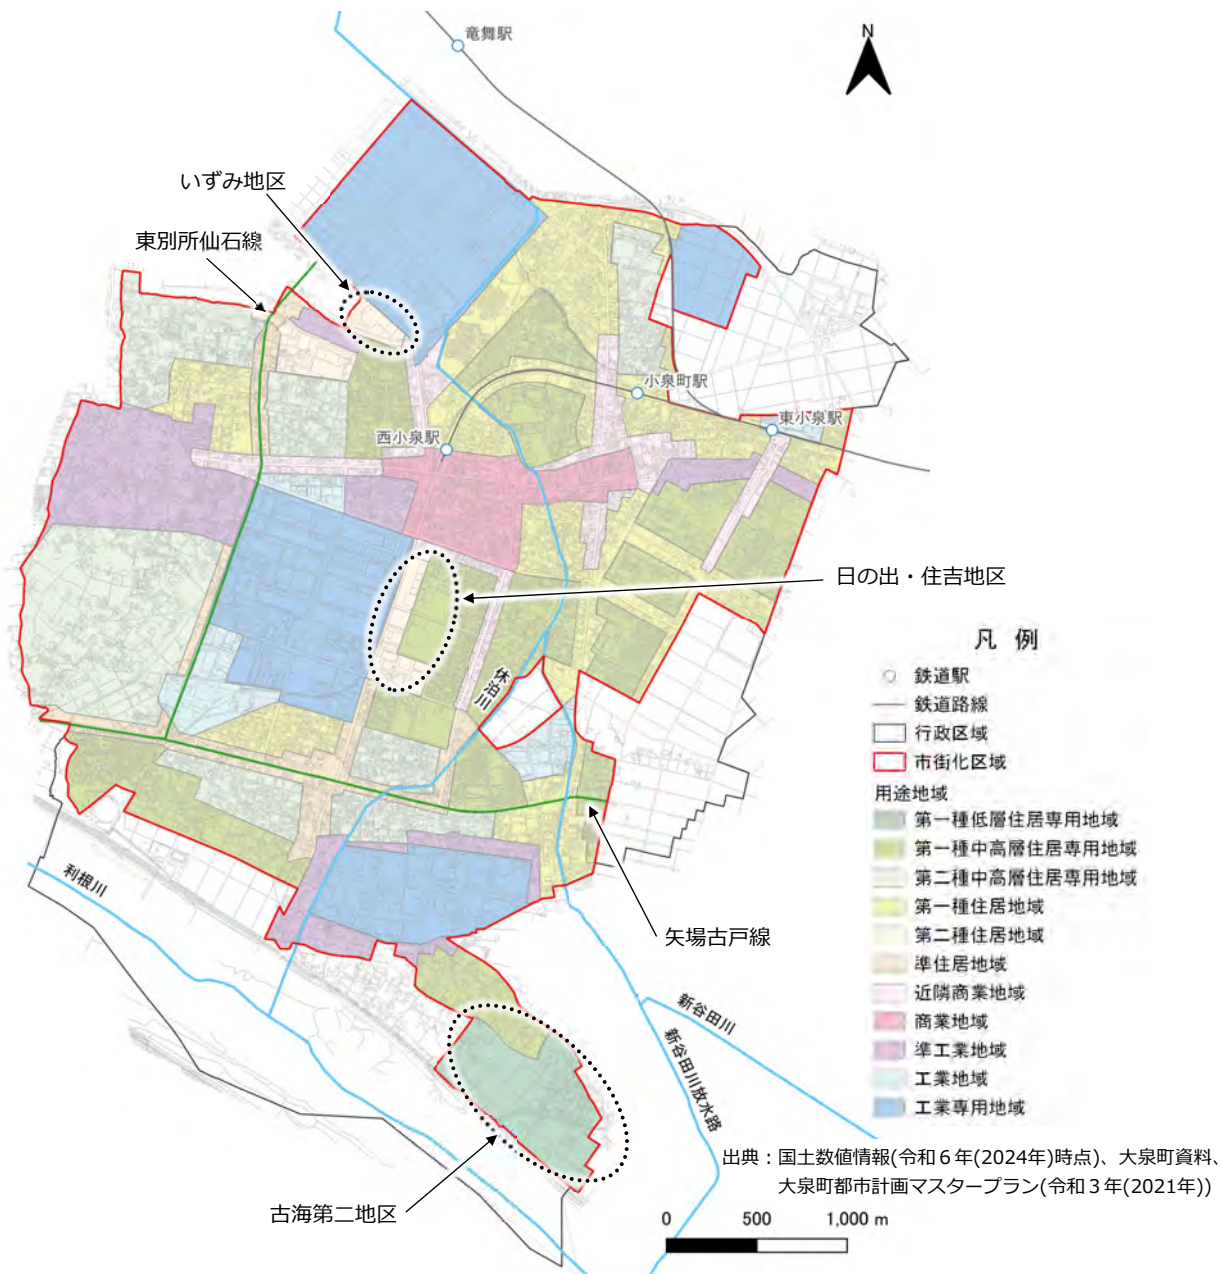 竜舞駅
N
いずみ地区
東別所仙石線
小泉町駅
東小泉駅
西小泉駅
日の出・住吉地区
休泊川
利根川
矢場古戸線
新谷田川
新谷田川放水路
古海第二地区
凡 例
鉄道駅
鉄道路線
行政区域
市街化区域
用途地域
第一種低層住居専用地域
第一種中高層住居専用地域
第二種中高層住居専用地域
第一種住居地域
第二種住居地域
準住居地域
近隣商業地域
商業地域
準工業地域
工業地域
工業専用地域
出典：国土数値情報(令和６年(2024年)時点)、大泉町資料、
大泉町都市計画マスタープラン(令和３年(2021年))
0 500 1,000 m